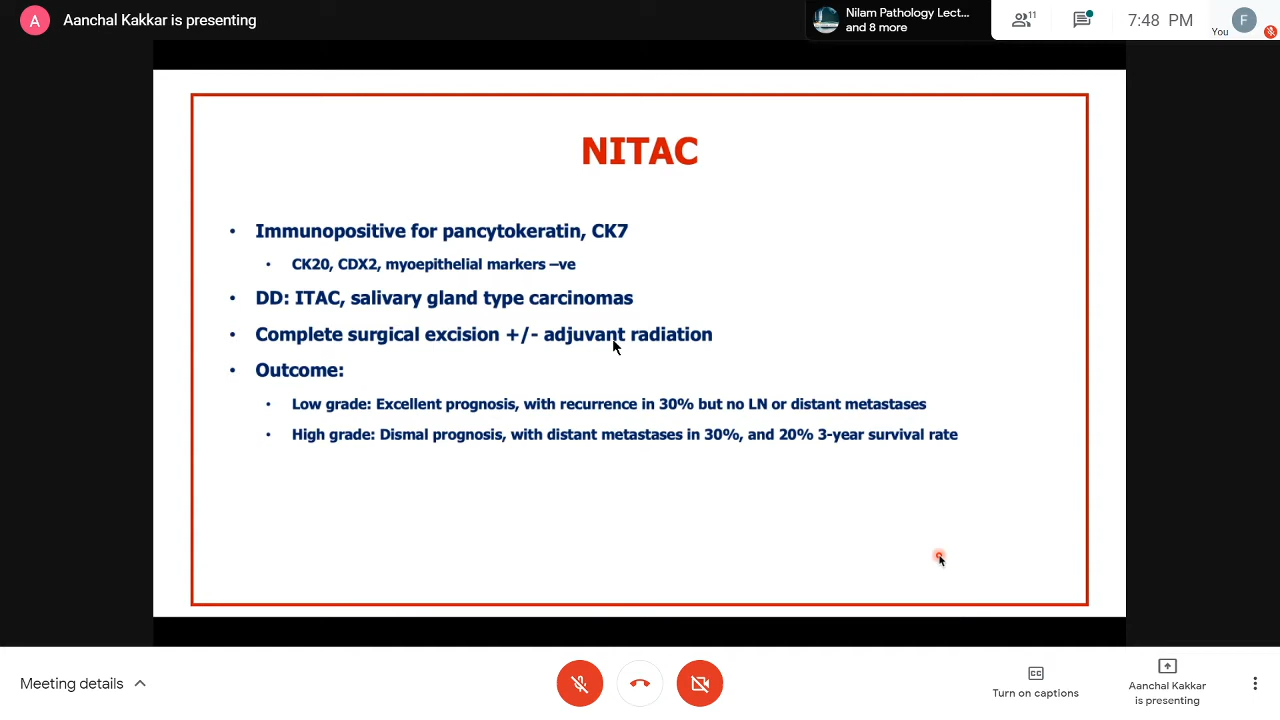 A
Aanchal Kakkar is presenting
Nilam Pathology Lect...
and 8 more
11
7:48 PM
You
F
NITAC
• Immunopositive for pancytokeratin, CK7
• CK20, CDX2, myoepithelial markers –ve
• DD: ITAC, salivary gland type carcinomas
• Complete surgical excision +/- adjuvant radiation
• Outcome:
• Low grade: Excellent prognosis, with recurrence in 30% but no LN or distant metastases
• High grade: Dismal prognosis, with distant metastases in 30%, and 20% 3-year survival rate
Meeting details
CC
Turn on captions
Aanchal Kakkar
is presenting